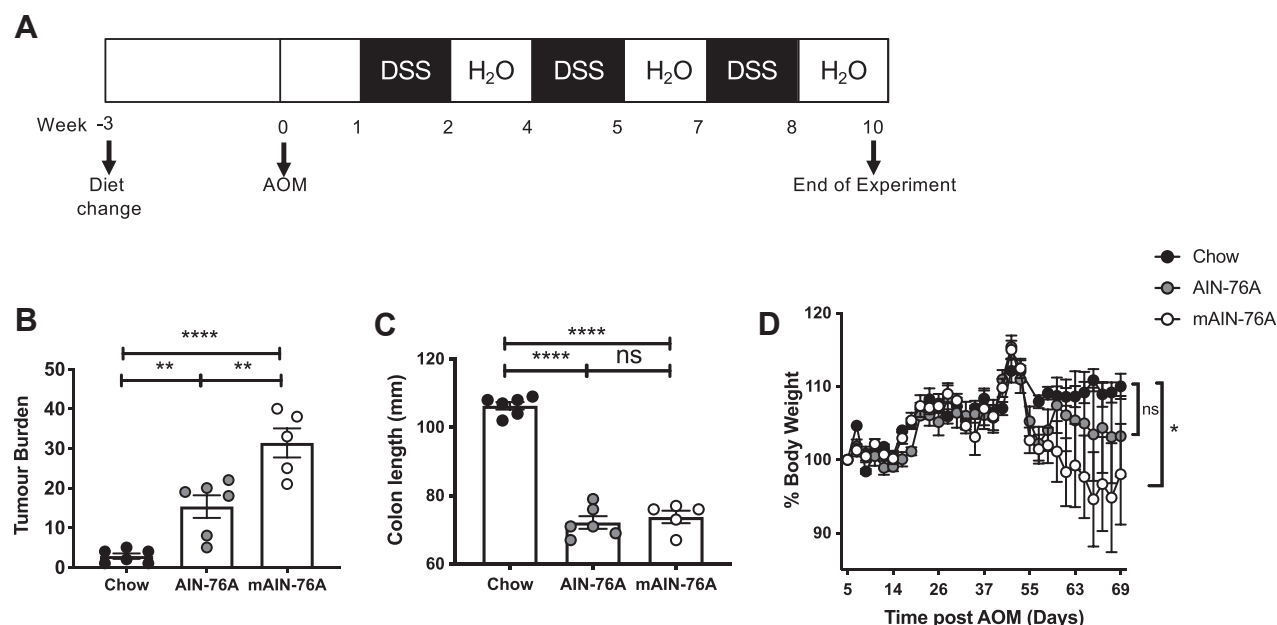 A
DSS H₂O DSS H₂O DSS H₂O
Week -3 0 1 2 4 5 7 8 10
Diet change
AOM
End of Experiment
B
****
** **
50
40
30
20
10
0
Tumour Burden
Chow AIN-76A mAIN-76A
C
****
**** ns
120
100
80
60
Colon length (mm)
Chow AIN-76A mAIN-76A
D
Chow
AIN-76A
mAIN-76A
120
110
100
90
% Body Weight
ns
*
5 14 26 37 55 63 69
Time post AOM (Days)